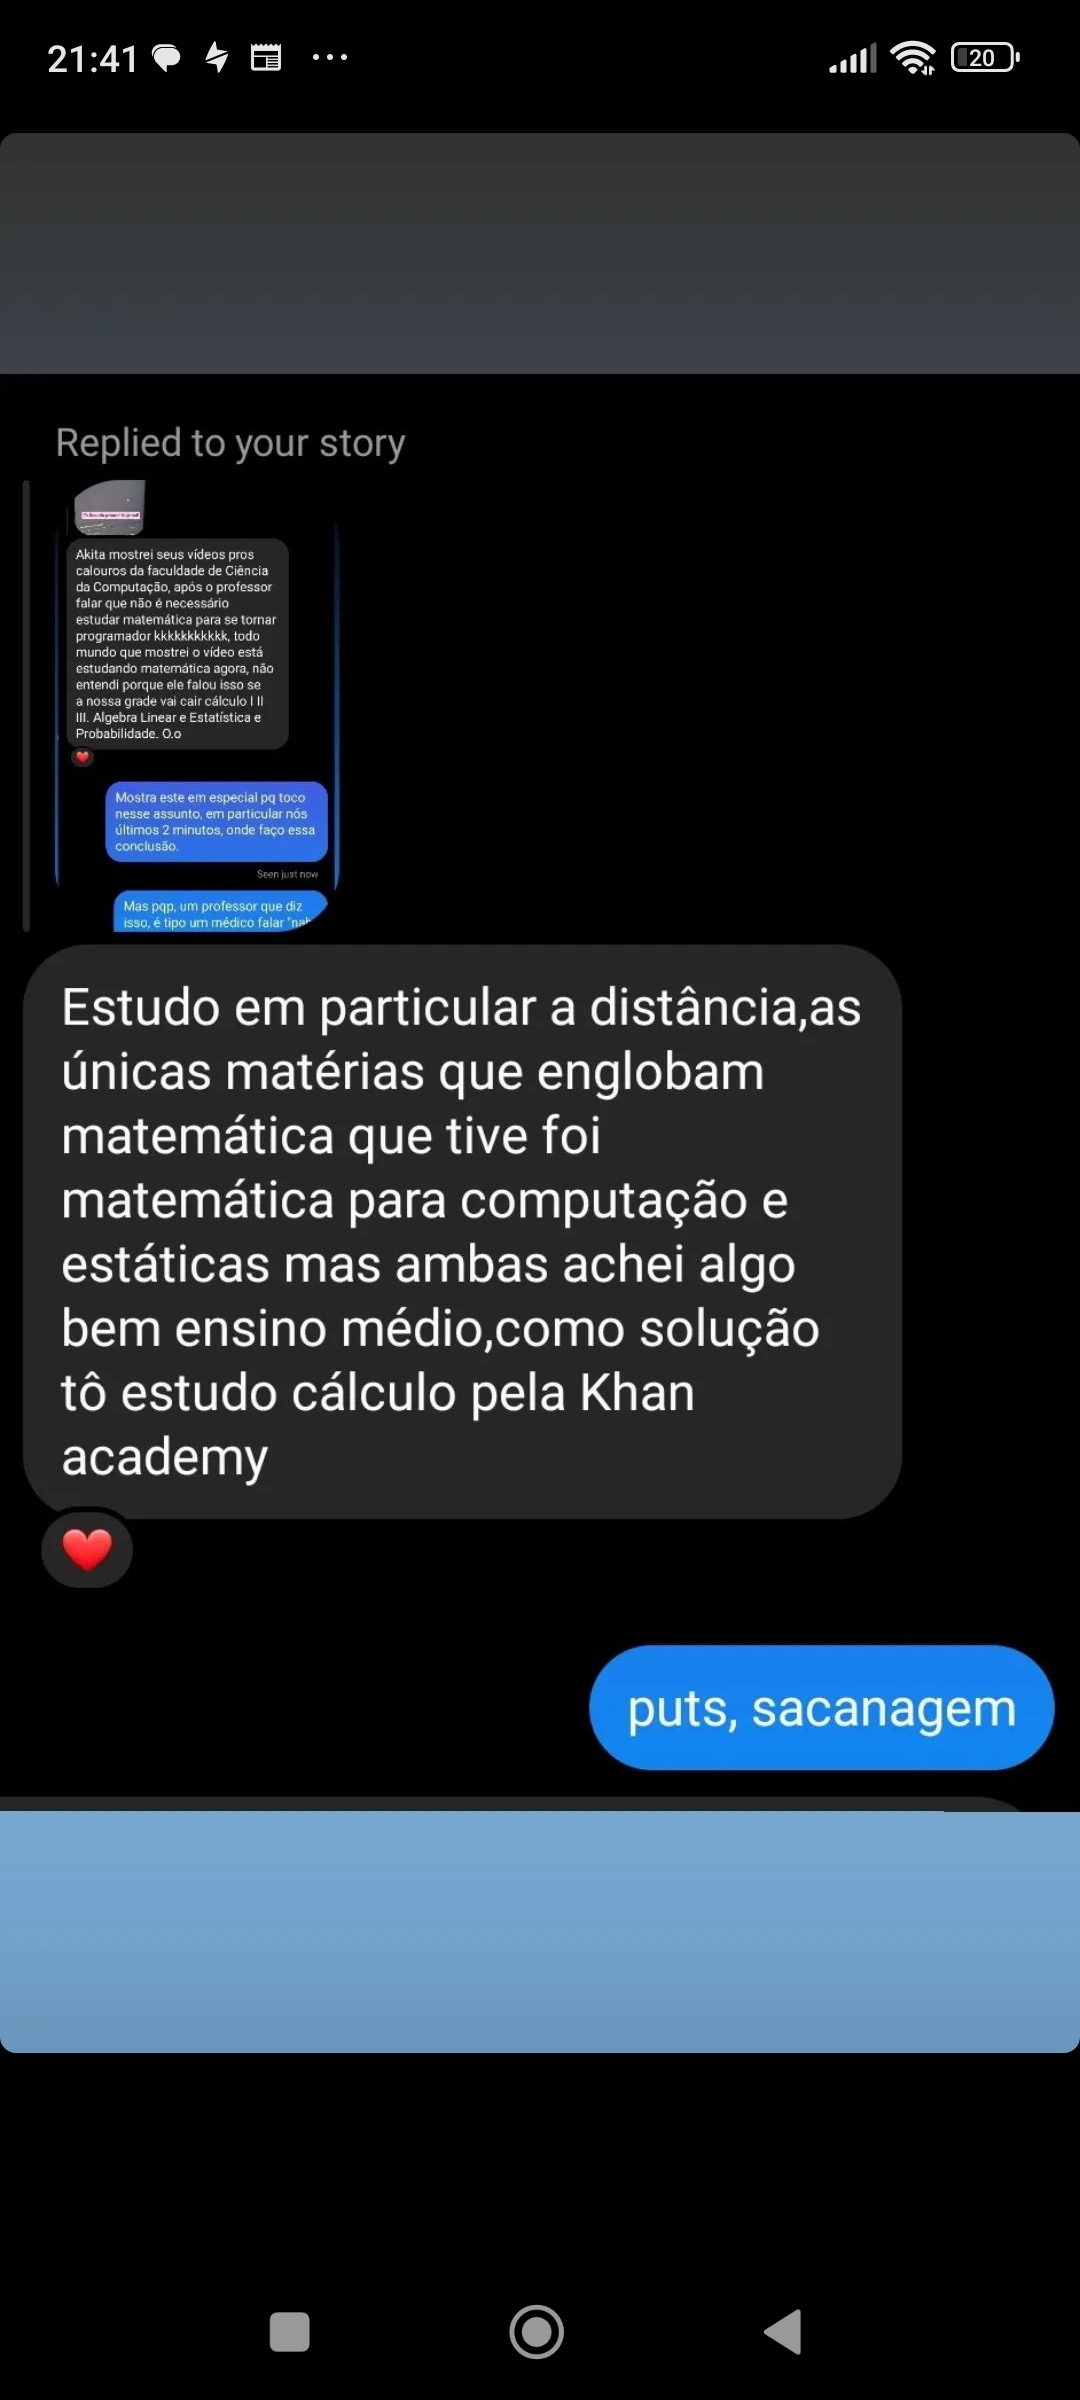 21:41
20
Replied to your story
Akita mostrei seus vídeos pros
calouros da faculdade de Ciência
da Computação, após o professor
falar que não é necessário
estudar matemática para se tornar
programador kkkkkkkkkkk, todo
mundo que mostrei o vídeo está
estudando matemática agora, não
entendi porque ele falou isso se
a nossa grade vai cair cálculo I II
III. Algebra Linear e Estatística e
Probabilidade. O.o
Mostra este em especial pq toco
nesse assunto, em particular nós
últimos 2 minutos, onde faço essa
conclusão.
Seen just now
Mas pqp, um professor que diz
isso, é tipo um médico falar
Estudo em particular a distância,as
únicas matérias que englobam
matemática que tive foi
matemática para computação e
estáticas mas ambas achei algo
bem ensino médio,como solução
tô estudo cálculo pela Khan
academy
puts, sacanagem